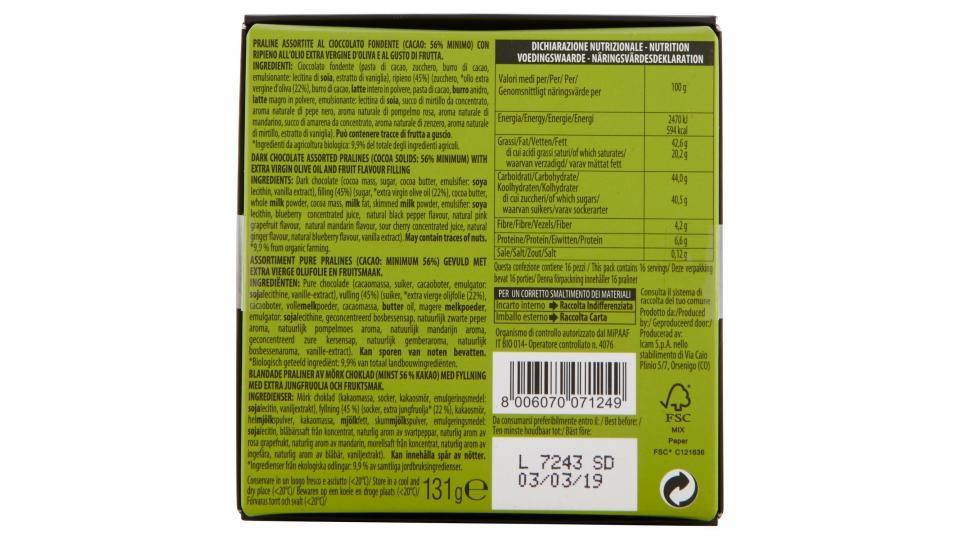 PRALINE ASSORTITE AL CIOCCOLATO FONDENTE (CACAO: 56% MINIMO) CON
RIPIENO ALL'OLIO EXTRA VERGINE D'OLIVA E AL GUSTO DI FRUTTA.
INGREDIENTI: Cioccolato fondente (pasta di cacao, zucchero, burro di cacao,
emulsionante: lecitina di soia, estratto di vaniglia), ripieno (45%) (zucchero, *olio extra
vergine d'oliva (22%), burro di cacao, latte intero in polvere, pasta di cacao, burro anidro,
latte magro in polvere, emulsionante: lecitina di soia, succo di mirtillo da concentrato,
aroma naturale di pepe nero, aroma naturale di pompelmo rosa, aroma naturale di
mandarino, succo di amarena da concentrato, aroma naturale di zenzero, aroma naturale
di mirtillo, estratto di vaniglia). Può contenere tracce di frutta a guscio.
*Ingredienti da agricoltura biologica: 9,9% del totale degli ingredienti agricoli.
DARK CHOCOLATE ASSORTED PRALINES (COCOA SOLIDS: 56% MINIMUM) WITH
EXTRA VIRGIN OLIVE OIL AND FRUIT FLAVOUR FILLING
INGREDIENTS: Dark chocolate (cocoa mass, sugar, cocoa butter, emulsifier: soya
lecithin, vanilla extract), filling (45%) (sugar, *extra virgin olive oil (22%), cocoa butter,
whole milk powder, cocoa mass, milk fat, skimmed milk powder, emulsifier: soya
lecithin, blueberry concentrated juice, natural black pepper flavour, natural pink
grapefruit flavour, natural mandarin flavour, sour cherry concentrated juice, natural
ginger flavour, natural blueberry flavour, vanilla extract). May contain traces of nuts.
*9,9 % from organic farming.
ASSORTIMENT PURE PRALINES (CACAO: MINIMUM 56%) GEVULD MET
EXTRA VIERGE OLIJFOLIE EN FRUITSMAAK.
INGREDIËNTEN: Pure chocolade (cacaomassa, suiker, cacaoboter, emulgator:
sojalecithine, vanille-extract), vulling (45%) (suiker, *extra vierge olijfolie (22%),
cacaoboter, vollemelkpoeder, cacaomassa, butter oil, magere melkpoeder,
emulgator: sojalecithine, geconcentreerd bosbessensap, natuurlijk zwarte peper
aroma, natuurlijk pompelmoes aroma, natuurlijk mandarijn aroma,
geconcentreerd zure kersensap, natuurlijk gemberaroma, natuurlijk
bosbessenaroma, vanille-extract). Kan sporen van noten bevatten.
*Biologisch geteeld ingrediënt: 9,9% van totaal landbouwingrediënten.
BLANDADE PRALINER AV MÖRK CHOKLAD (MINST 56 % KAKAO) MED FYLLNING
MED EXTRA JUNGFRUOLJA OCH FRUKTSMAK.
INGREDIENSER: Mörk choklad (kakaomassa, socker, kakaosmör, emulgeringsmedel:
sojalecitin, vaniljextrakt), fyllning (45 %) (socker, extra jungfruolja* (22 %), kakaosmör,
helmjölkspulver, kakaomassa, mjölkfett, skummjölkspulver, emulgeringsmedel:
sojalecitin, blåbärssaft från koncentrat, naturlig arom av svartpeppar, naturlig arom av
rosa grapefrukt, naturlig arom av mandarin, morellsaft från koncentrat, naturlig arom av
ingefära, naturlig arom av blåbär, vaniljextrakt). Kan innehålla spår av nötter.
*Ingredienser från ekologiska odlingar: 9,9 % av samtliga jordbruksingredienser.
Conservare in un luogo fresco e asciutto (<20°C)/ Store in a cool and
dry place (<20°C)/ Bewaren op een koele en droge plaats (<20°C)/
Förvaras torrt och svalt (<20°C)/
131g e
DICHIARAZIONE NUTRIZIONALE - NUTRITION
VOEDINGSWAARDE - NÄRINGSVÄRDESDEKLARATION
Valori medi per/Per/ Per/
Genomsnittligt näringsvärde per 100 g
Energia/Energy/Energie/Energi 2470 kJ
594 kcal
Grassi/Fat/Vetten/Fett 42,6 g
di cui acidi grassi saturi/of which saturates/ 20,2 g
waarvan verzadigd/ varav mättat fett
Carboidrati/Carbohydrate/ 44,0 g
Koolhydraten/Kolhydrater
di cui zuccheri/of which sugars/ 40,5 g
waarvan suikers/varav sockerarter
Fibre/Fibre/Vezels/Fiber 4,2 g
Proteine/Protein/Eiwitten/Protein 6,6 g
Sale/Salt/Zout/Salt 0,12 g
Questa confezione contiene 16 pezzi / This pack contains 16 servings/ Deze verpakking
bevat 16 porties/ Denna förpackning innehåller 16 praliner
PER UN CORRETTO SMALTIMENTO DEI MATERIALI
Incarto interno Raccolta Indifferenziata
Imballo esterno Raccolta Carta
Consulta il sistema di
raccolta del tuo comune
Organismo di controllo autorizzato dal MiPAAF
IT BIO 014- Operatore controllato n. 4076
Prodotto da:/Produced
by:/ Geproduceerd door:/
Producerad av:
Icam S.p.A. nello
stabilimento di Via Caio
Plinio 5/7, Orsenigo (CO)
8 006070 071249
FSC
MIX
Paper
FSC® C121636
Da consumarsi preferibilmente entro il: / Best before: /
Ten minste houdbaar tot:/ Bäst före:
L 7243 SD
03/03/19